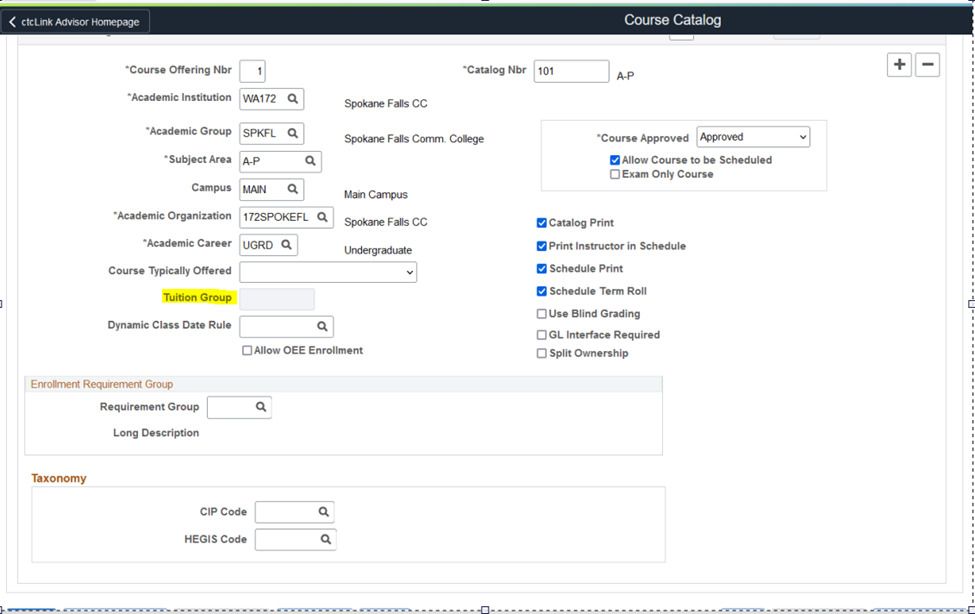 ctcLink Advisor Homepage
Course Catalog
*Course Offering Nbr 1
*Catalog Nbr 101 A-P
*Academic Institution WA172 Spokane Falls CC
*Academic Group SPKFL Spokane Falls Comm. College
*Course Approved Approved
*Subject Area A-P
Allow Course to be Scheduled
Exam Only Course
Campus MAIN Main Campus
*Academic Organization 172SPOKEFL Spokane Falls CC
Catalog Print
*Academic Career UGRD Undergraduate
Print Instructor in Schedule
Course Typically Offered
Schedule Print
Tuition Group
Schedule Term Roll
Use Blind Grading
Dynamic Class Date Rule
GL Interface Required
Allow OEE Enrollment
Split Ownership
Enrollment Requirement Group
Requirement Group
Long Description
Taxonomy
CIP Code
HEGIS Code